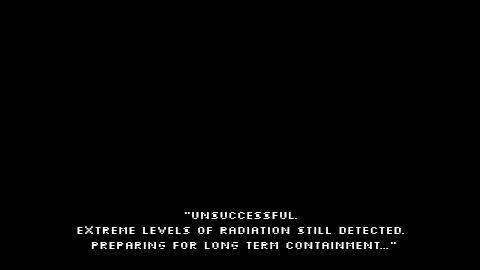 "UNSUCCESSFUL.
EXTREME LEVELS OF RADIATION STILL DETECTED.
PREPARING FOR LONG TERM CONTAINMENT..."